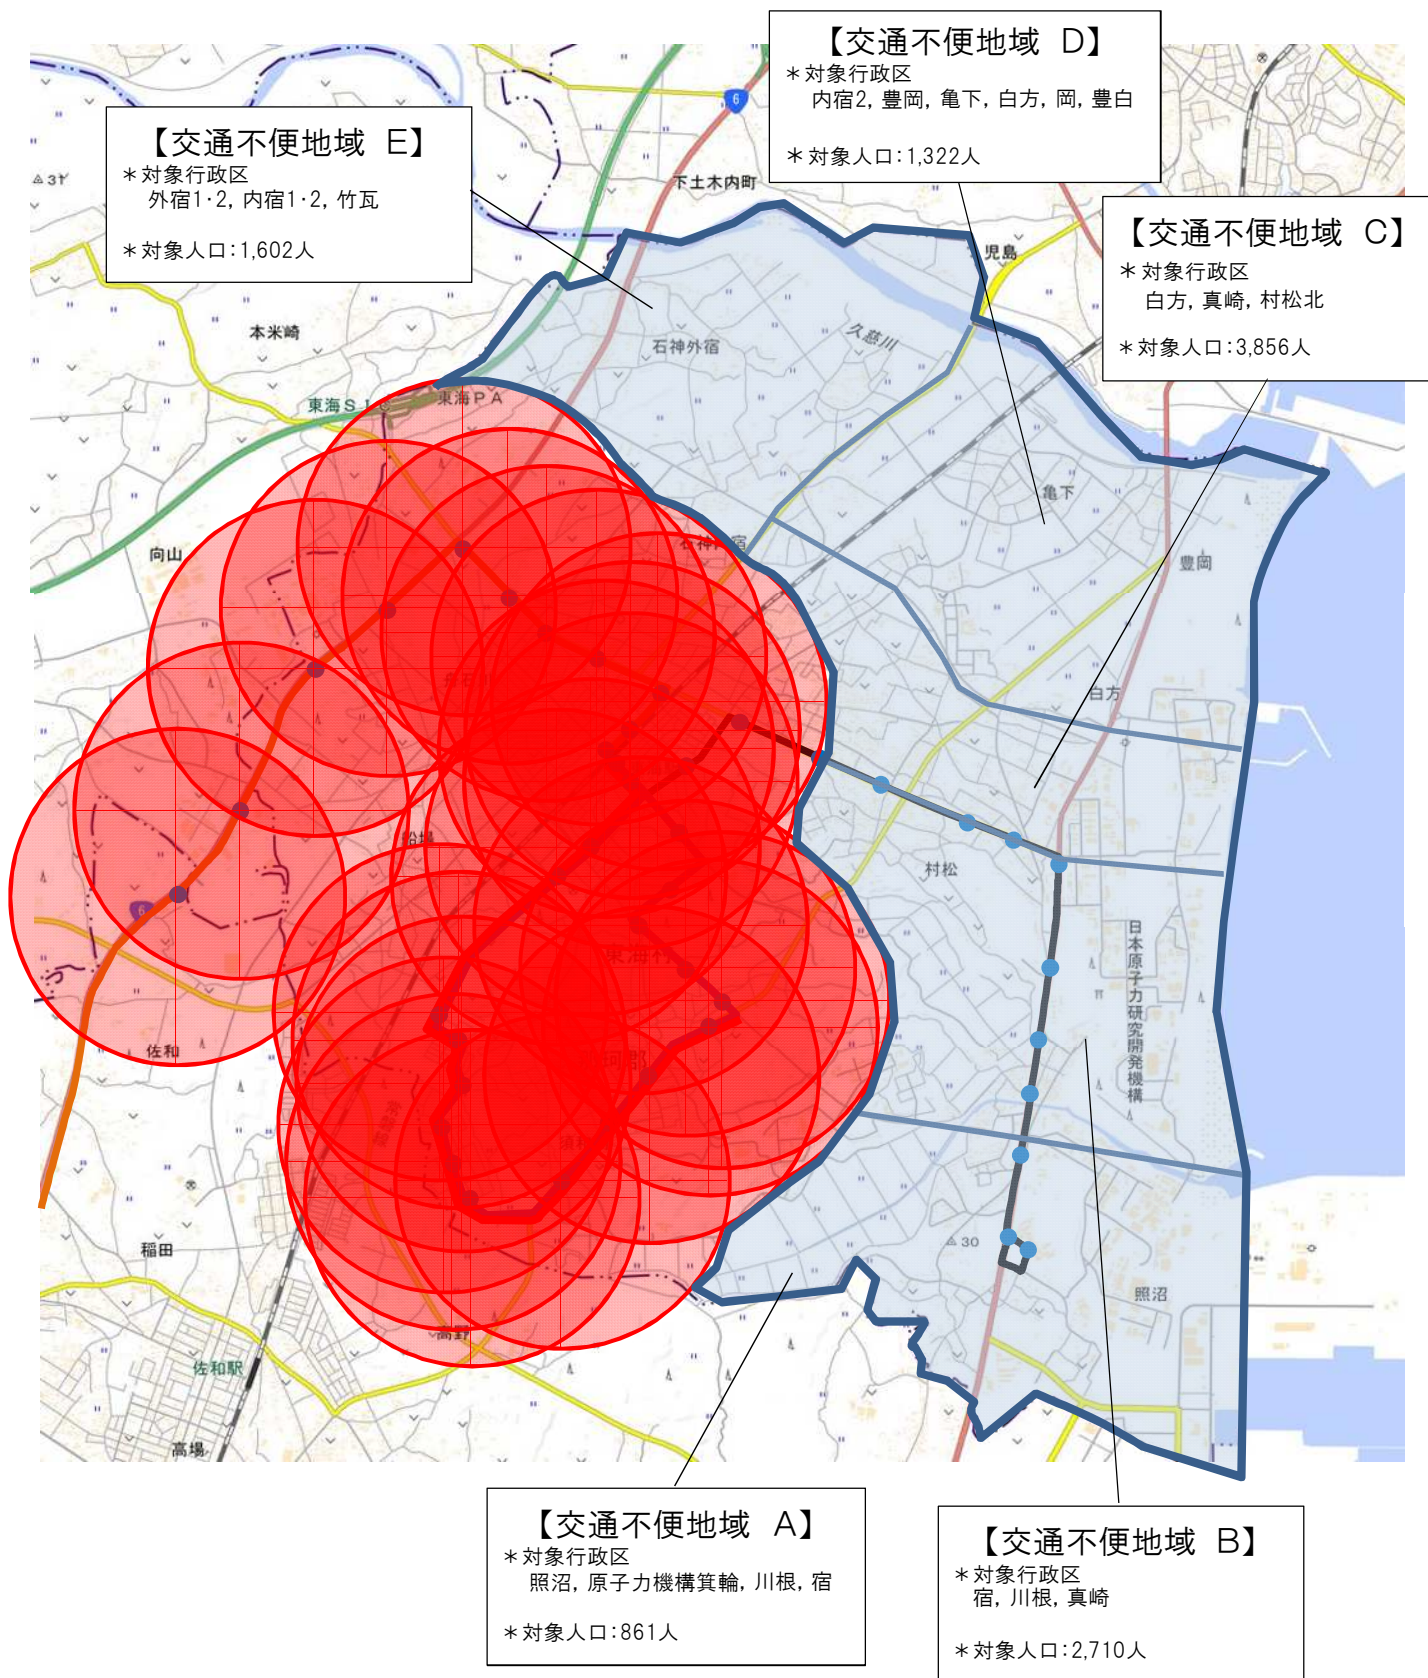 【交通不便地域 D】
＊対象行政区
内宿2, 豊岡, 亀下, 白方, 岡, 豊白
＊対象人口:1,322人
【交通不便地域 E】
＊対象行政区
外宿1・2, 内宿1・2, 竹瓦
＊対象人口:1,602人
【交通不便地域 C】
＊対象行政区
白方, 真崎, 村松北
＊対象人口:3,856人
6
下土木内町
児島
本米崎
石神外宿
久慈川
東海PA
亀下
豊岡
向山
白方
村松
日本原子力研究開発機構
東海村
6
佐和
稲田
30
照沼
高野
佐和駅
高場
【交通不便地域 A】
＊対象行政区
照沼, 原子力機構箕輪, 川根, 宿
＊対象人口:861人
【交通不便地域 B】
＊対象行政区
宿, 川根, 真崎
＊対象人口:2,710人